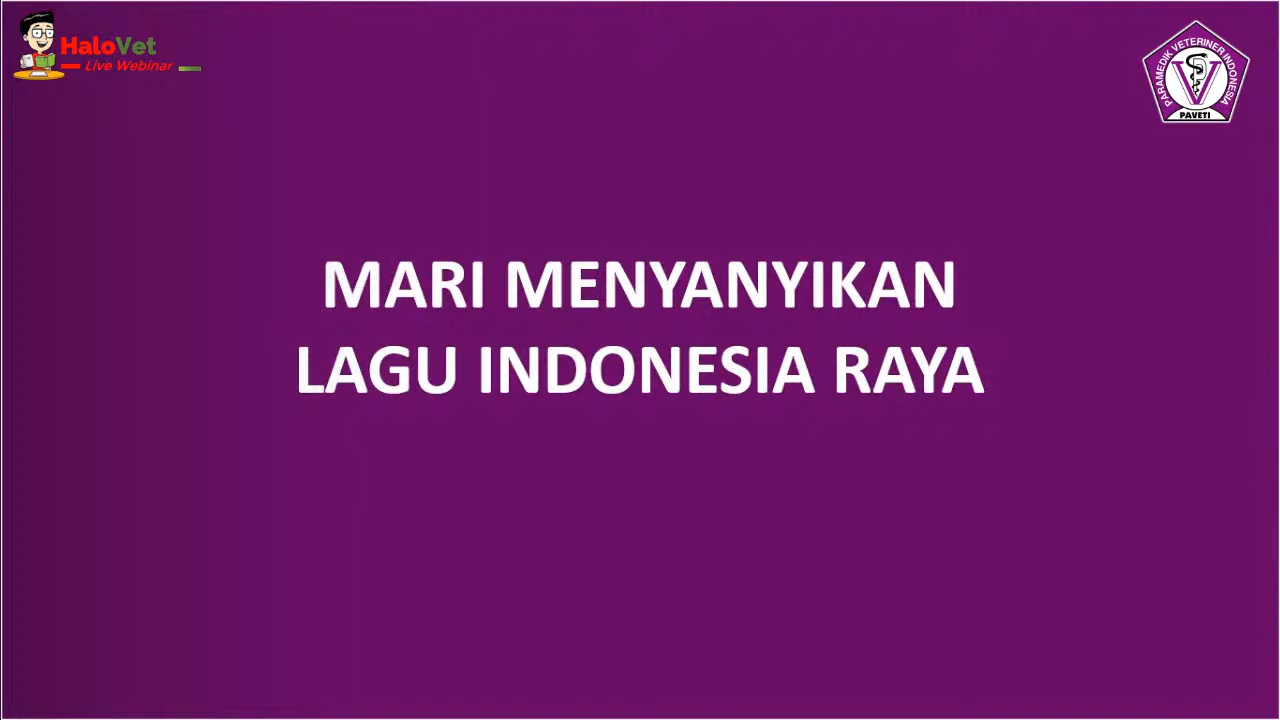 HaloVet
Live Webinar
PARAMEDIK VETERINER INDONESIA
V
PAVETI
MARI MENYANYIKAN
LAGU INDONESIA RAYA